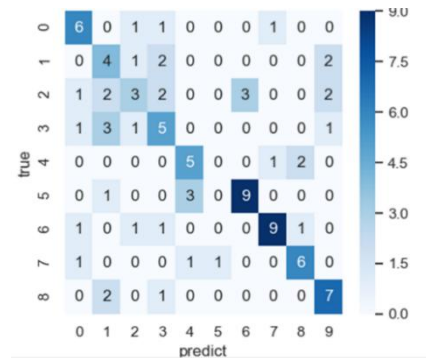 9.0
0 6 0 1 1 0 0 0 1 0 0
7.5
1 0 4 1 2 0 0 0 0 0 2
2 1 2 3 2 0 0 3 0 0 2
6.0
3 1 3 1 5 0 0 0 0 0 1
true
4 0 0 0 0 5 0 0 1 2 0
4.5
5 0 1 0 0 3 0 9 0 0 0
3.0
6 1 0 1 1 0 0 0 9 1 0
7 1 0 0 0 1 1 0 0 6 0
1.5
8 0 2 0 1 0 0 0 0 0 7
0.0
0 1 2 3 4 5 6 7 8 9
predict